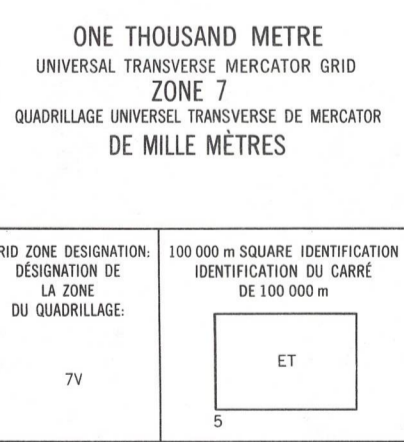 ONE THOUSAND METRE
UNIVERSAL TRANSVERSE MERCATOR GRID
ZONE 7
QUADRILLAGE UNIVERSEL TRANSVERSE DE MERCATOR
DE MILLE MÈTRES
RID ZONE DESIGNATION:
DÉSIGNATION DE
LA ZONE
DU QUADRILLAGE:
7V
100 000 m SQUARE IDENTIFICATION
IDENTIFICATION DU CARRÉ
DE 100 000 m
ET
5